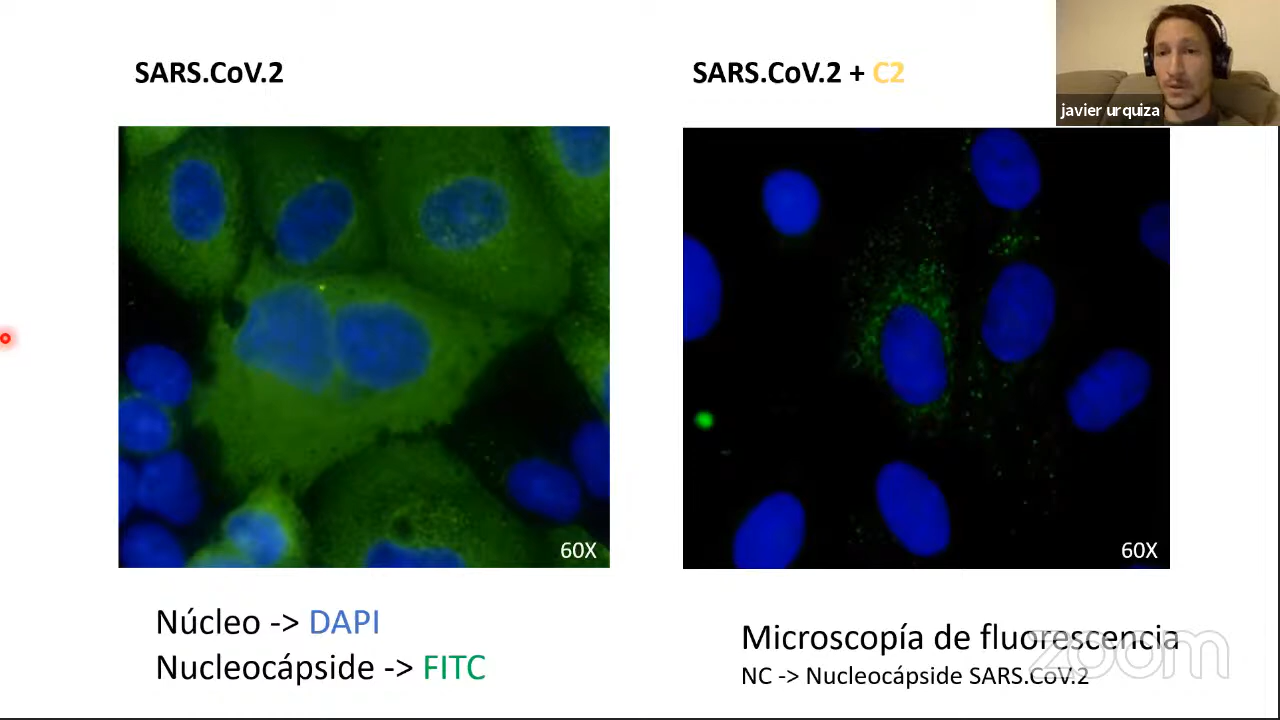 SARS.CoV.2
SARS.CoV.2 + C2
javier urquiza
60X
60X
Núcleo -> DAPI
Nucleocápside -> FITC
Microscopía de fluorescencia
NC -> Nucleocápside SARS.CoV.2
zoom